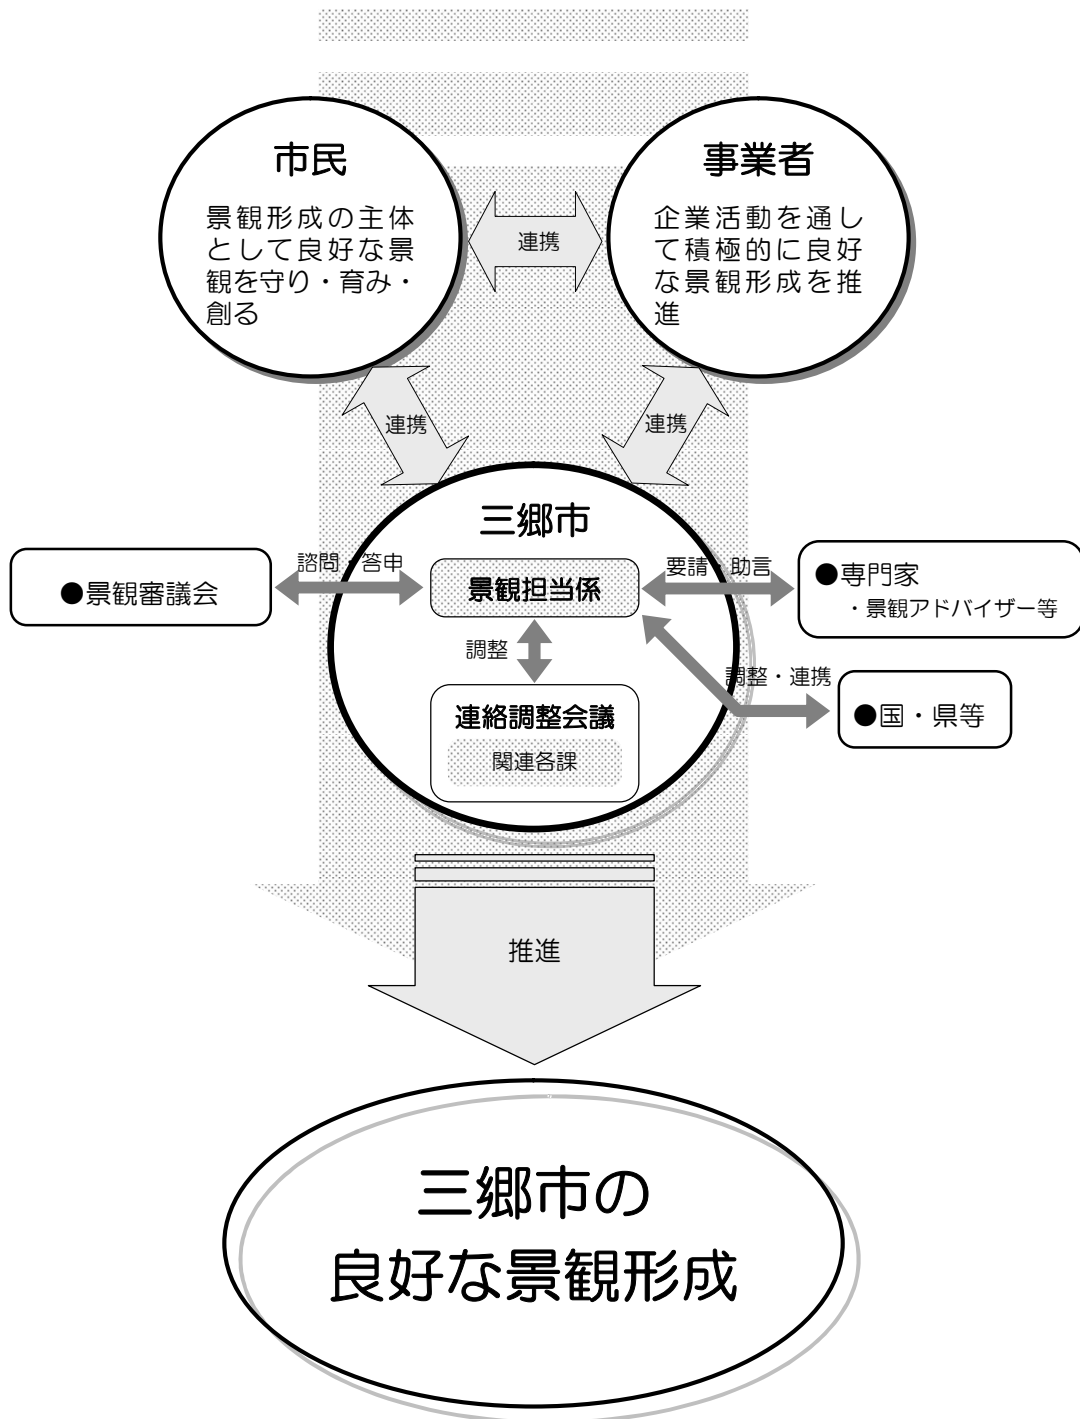 市民
景観形成の主体
として良好な景
観を守り・育み・
創る
事業者
企業活動を通し
て積極的に良好
な景観形成を推
進
連携
連携
連携
三郷市
諮問・答申
●景観審議会
景観担当係
要請・助言
●専門家
・景観アドバイザー等
調整
調整・連携
●国・県等
連絡調整会議
関連各課
推進
三郷市の
良好な景観形成